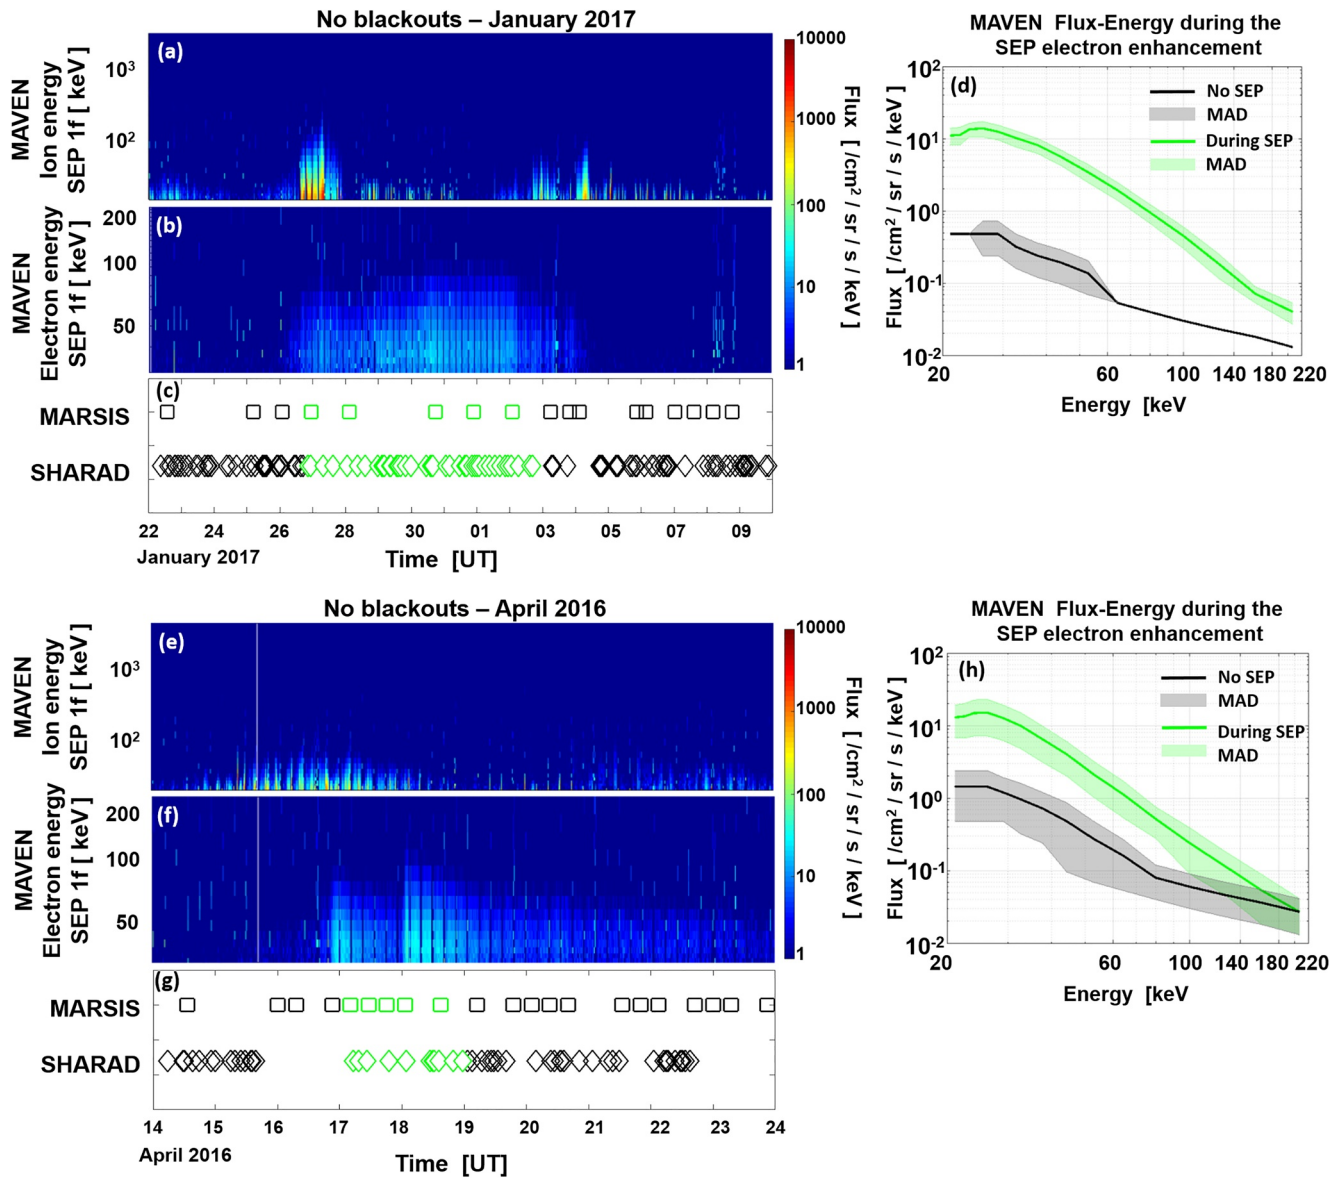 No blackouts – January 2017
(a)
MAVEN
Ion energy
SEP 1f [ keV]
10³
10²
(b)
MAVEN
Electron energy
SEP 1f [ keV]
200
100
50
10000
1000
100
10
1
Flux [ /cm² / sr / s / keV]
(c)
MARSIS
SHARAD
22 24 26 28 30 01 03 05 07 09
January 2017
Time [UT]
MAVEN Flux-Energy during the
SEP electron enhancement
(d)
No SEP
MAD
During SEP
MAD
10²
10¹
10⁰
10⁻¹
10⁻²
Flux [ /cm² / sr / s / keV]
20 60 100 140 180 220
Energy [keV
No blackouts – April 2016
(e)
MAVEN
Ion energy
SEP 1f [ keV]
10³
10²
(f)
MAVEN
Electron energy
SEP 1f [ keV]
200
100
50
10000
1000
100
10
1
Flux [ /cm² / sr / s / keV]
(g)
MARSIS
SHARAD
14 15 16 17 18 19 20 21 22 23 24
April 2016
Time [UT]
MAVEN Flux-Energy during the
SEP electron enhancement
(h)
No SEP
MAD
During SEP
MAD
10²
10¹
10⁰
10⁻¹
10⁻²
Flux [ /cm² / sr / s / keV]
20 60 100 140 180 220
Energy [keV